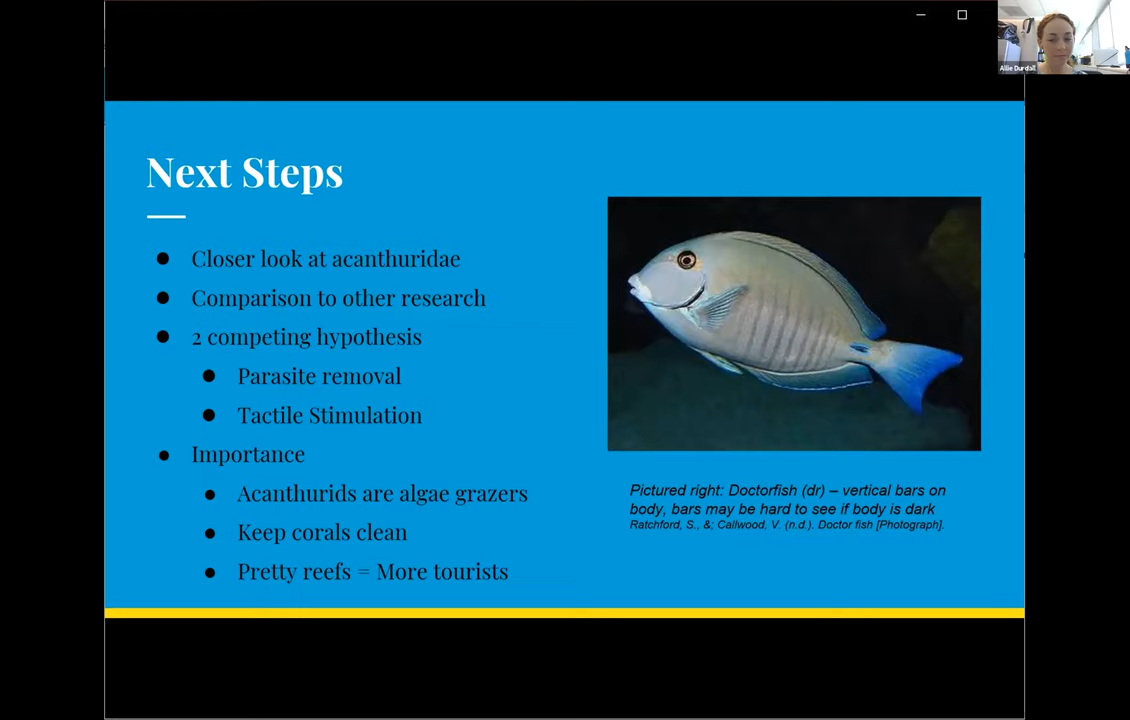 Allie Durdall
Next Steps
Closer look at acanthuridae
Comparison to other research
2 competing hypothesis
Parasite removal
Tactile Stimulation
Importance
Acanthurids are algae grazers
Keep corals clean
Pretty reefs = More tourists
Pictured right: Doctorfish (dr) – vertical bars on
body, bars may be hard to see if body is dark
Ratchford, S., &; Callwood, V. (n.d.). Doctor fish [Photograph].